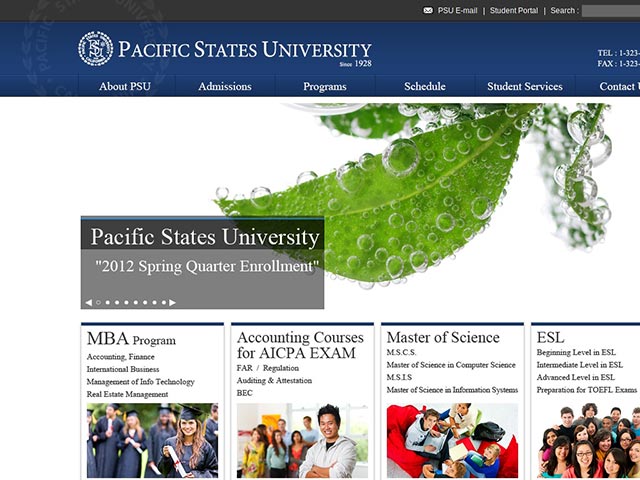 PSU E-mail | Student Portal | Search :
PACIFIC STATES UNIVERSITY
Since 1928
TEL : 1-323-
FAX : 1-323-
About PSU
Admissions
Programs
Schedule
Student Services
Contact U
Pacific States University
"2012 Spring Quarter Enrollment"
MBA Program
Accounting, Finance
International Business
Management of Info Technology
Real Estate Management
Accounting Courses
for AICPA EXAM
FAR / Regulation
Auditing & Attestation
BEC
Master of Science
M.S.C.S.
Master of Science in Computer Science
M.S.I.S
Master of Science in Information Systems
ESL
Beginning Level in ESL
Intermediate Level in ESL
Advanced Level in ESL
Preparation for TOEFL Exams